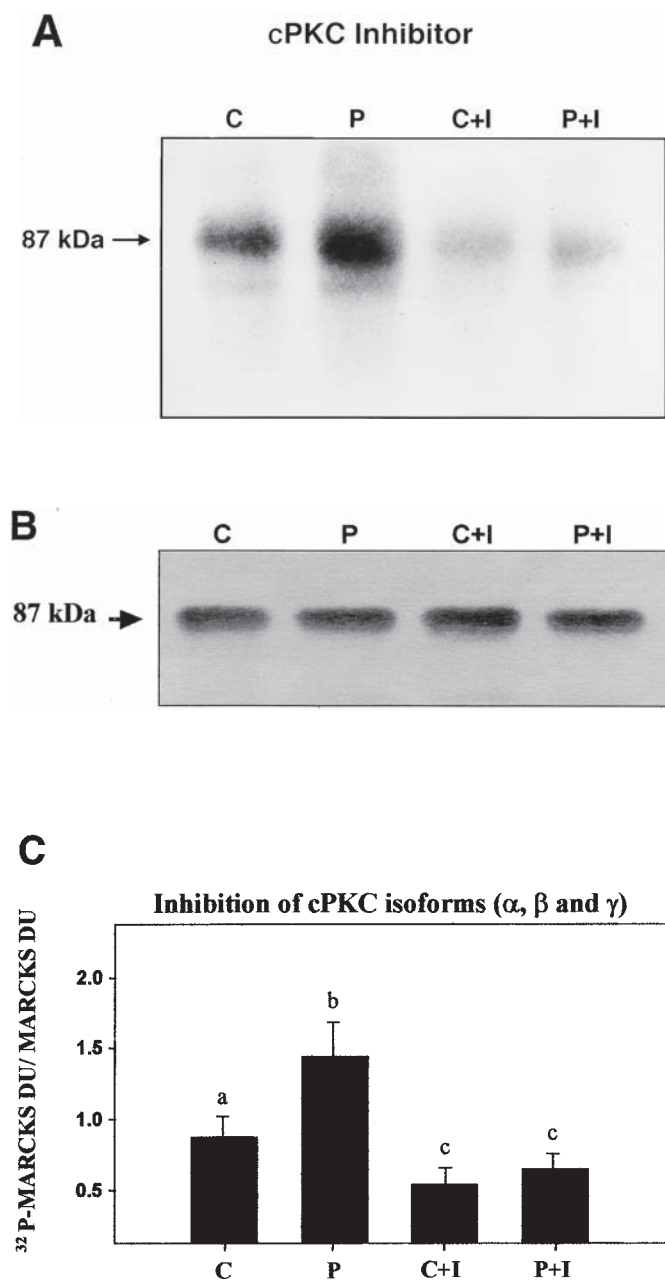 A
cPKC Inhibitor
C P C+I P+I
87 kDa
B
C P C+I P+I
87 kDa
C
Inhibition of cPKC isoforms (α, β and γ)
³² P-MARCKS DU/ MARCKS DU
2.0
1.5
1.0
0.5
a
b
c
c
C P C+I P+I